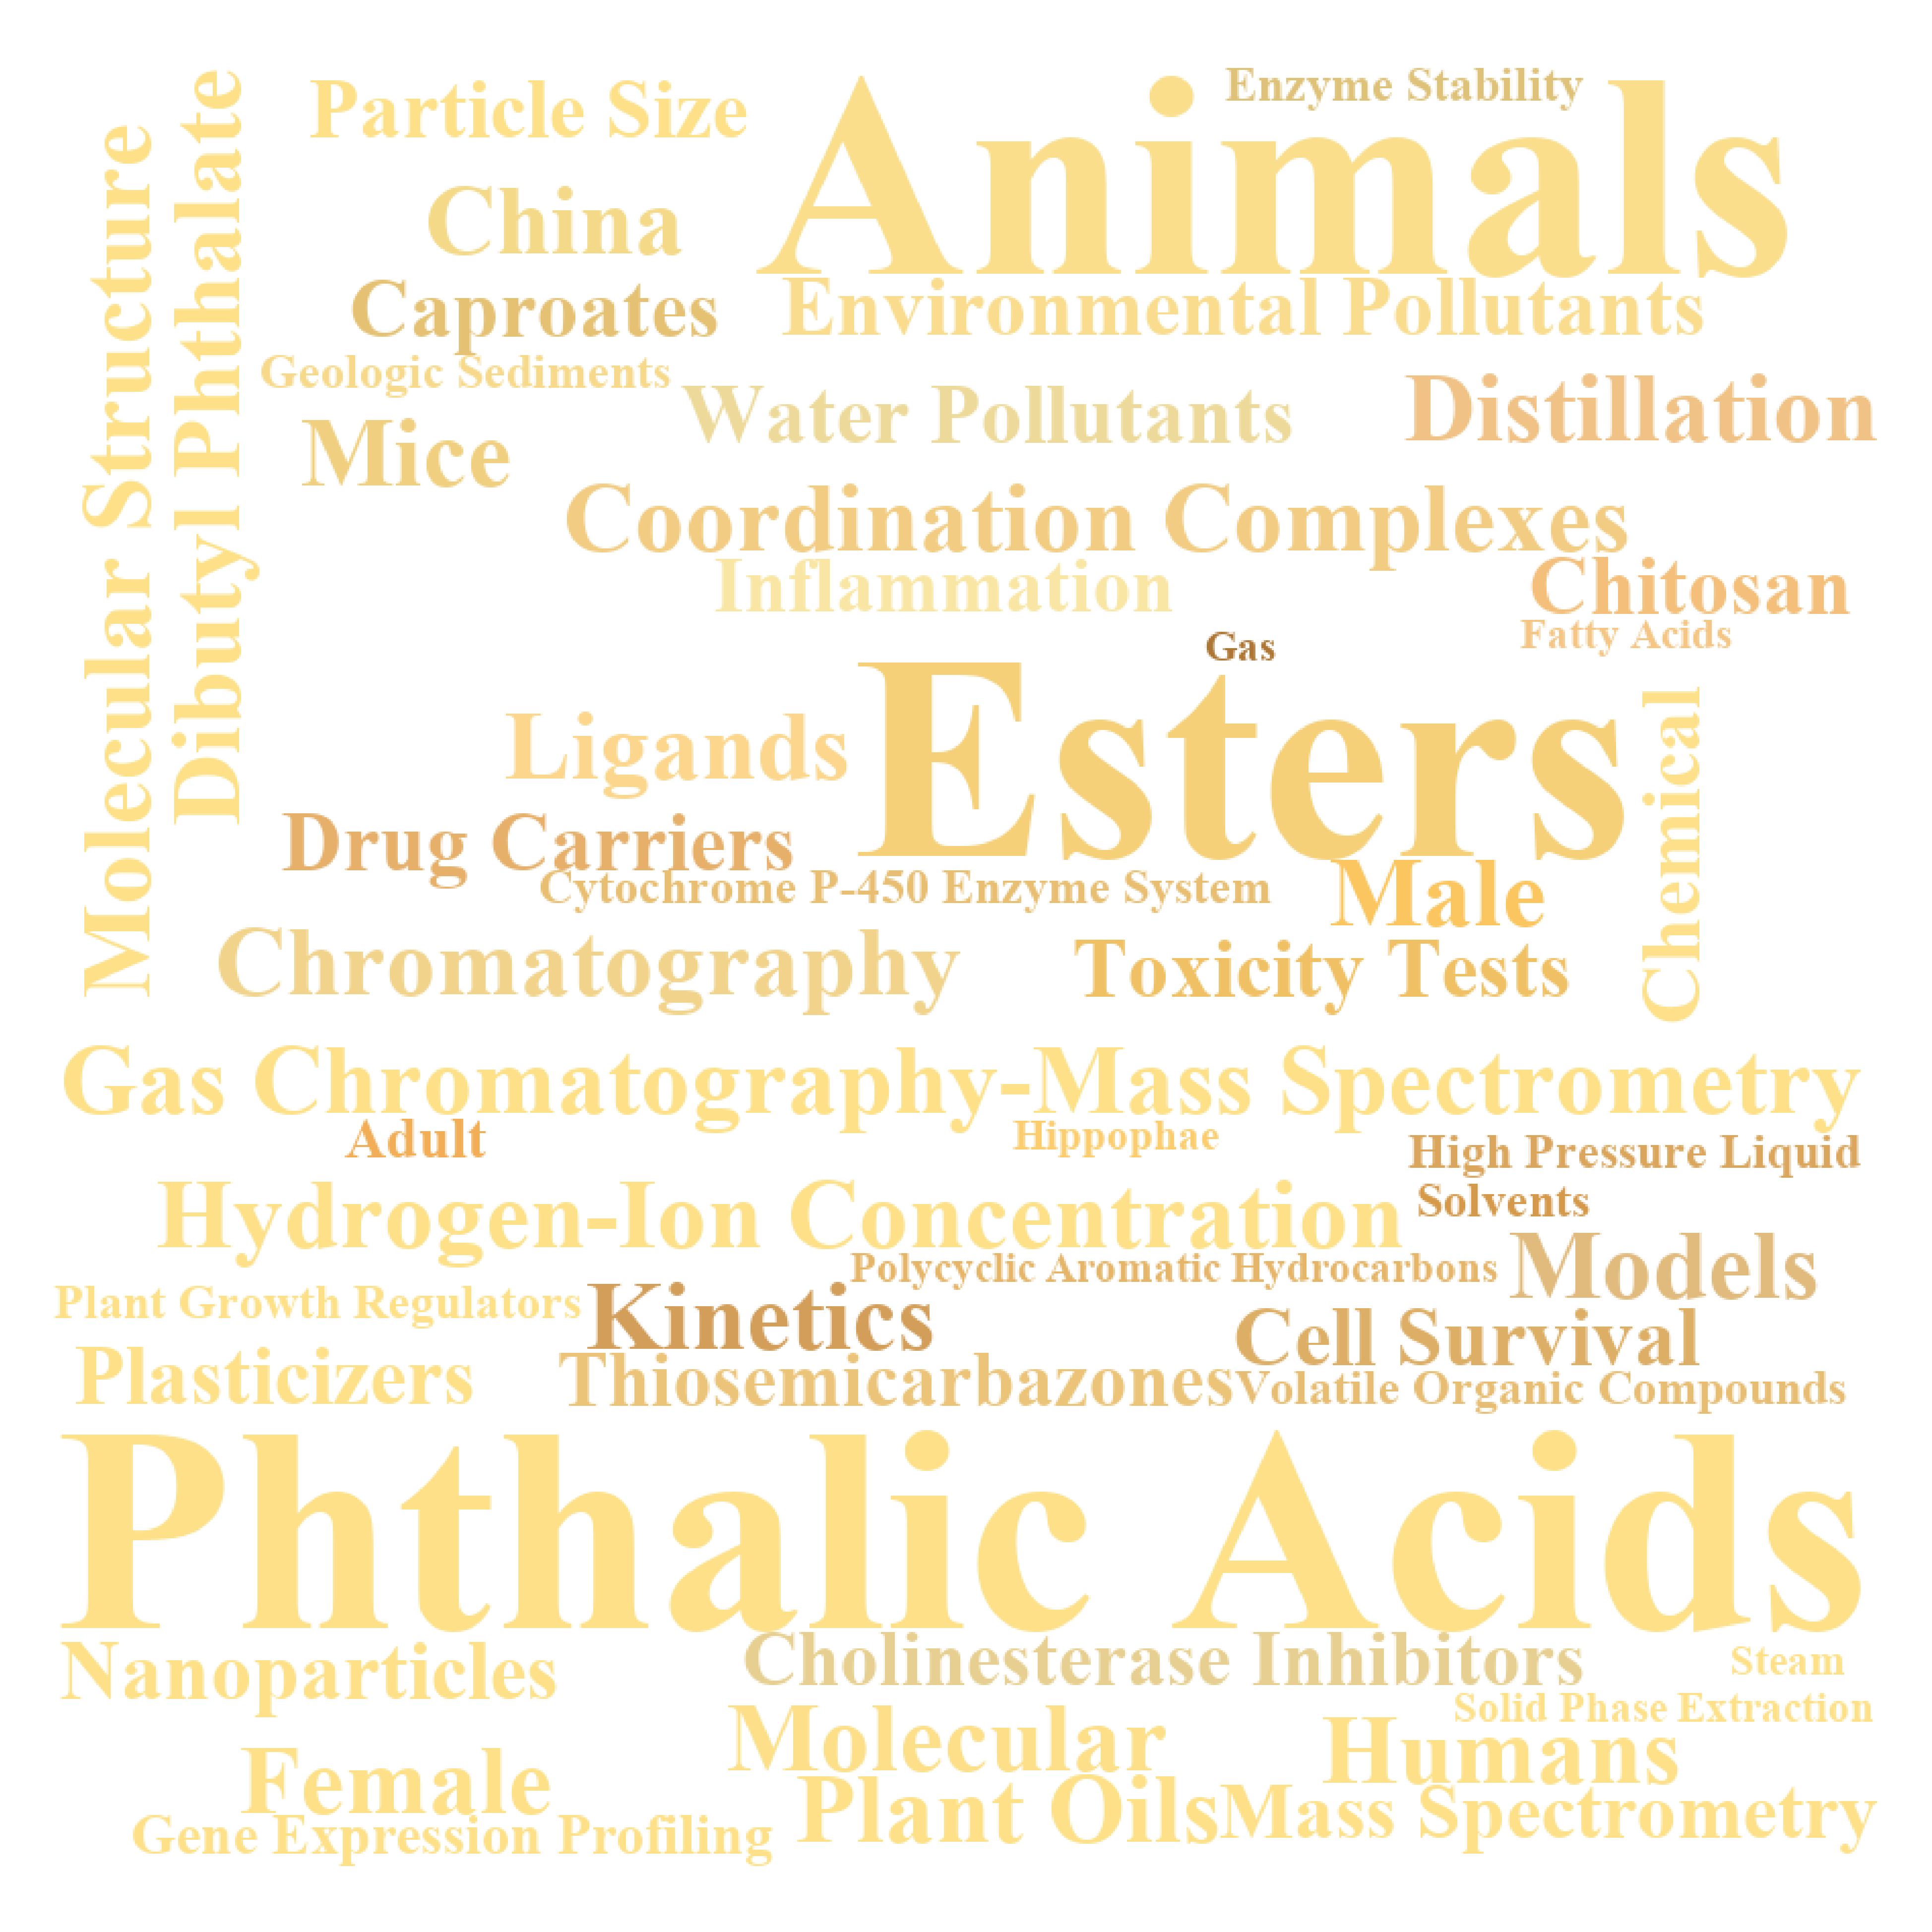 Enzyme Stability
Particle Size
Animals
Molecular Structure
Dibutyl Phthalate
China
Caproates
Environmental Pollutants
Geologic Sediments
Water Pollutants
Distillation
Mice
Coordination Complexes
Inflammation
Chitosan
Fatty Acids
Gas
Esters
Ligands
Chemical
Drug Carriers
Cytochrome P-450 Enzyme System
Male
Chromatography
Toxicity Tests
Gas Chromatography-Mass Spectrometry
Adult
Hippophae
High Pressure Liquid
Solvents
Hydrogen-Ion Concentration
Polycyclic Aromatic Hydrocarbons
Models
Plant Growth Regulators
Kinetics
Cell Survival
Plasticizers
Thiosemicarbazones
Volatile Organic Compounds
Phthalic Acids
Nanoparticles
Cholinesterase Inhibitors
Steam
Solid Phase Extraction
Molecular
Humans
Female
Plant Oils
Mass Spectrometry
Gene Expression Profiling